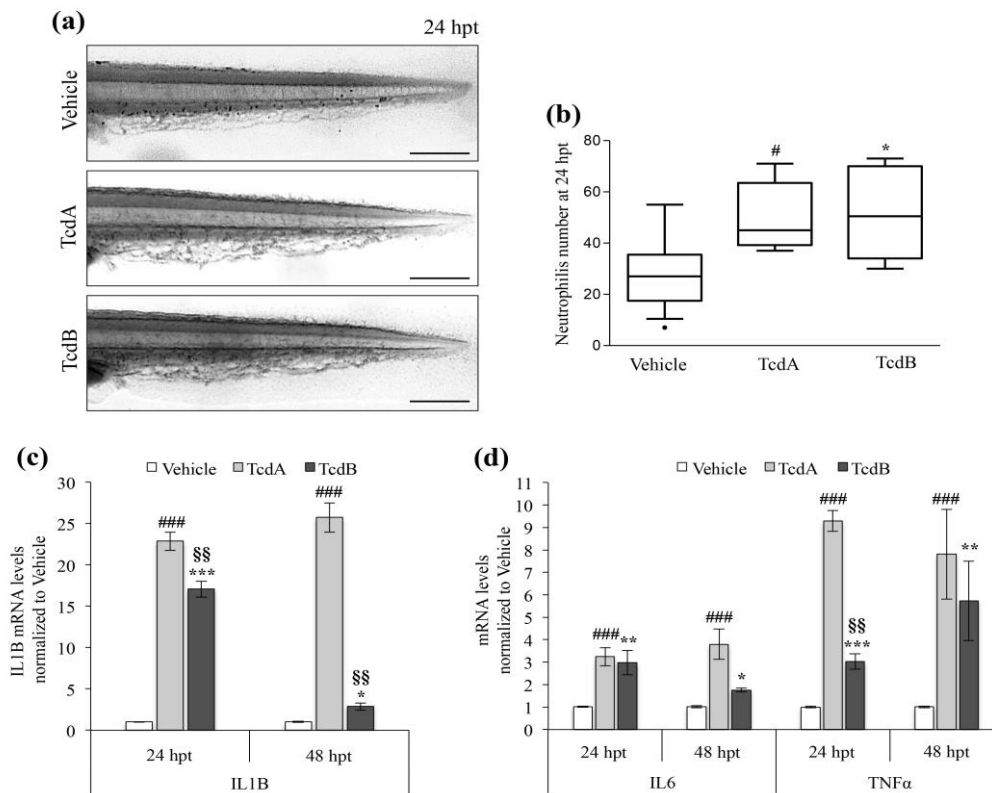 (a)
24 hpt
Vehicle
TcdA
TcdB
(b)
Neutrophilis number at 24 hpt
80
60
40
20
0
#
*
Vehicle TcdA TcdB
(c)
Vehicle TcdA TcdB
IL1B mRNA levels
normalized to Vehicle
30
25
20
15
10
5
0
###
§§
***
###
§§
*
24 hpt 48 hpt
IL1B
(d)
Vehicle TcdA TcdB
mRNA levels
normalized to Vehicle
11
10
9
8
7
6
5
4
3
2
1
0
###
**
###
*
###
§§
***
###
**
24 hpt 48 hpt 24 hpt 48 hpt
IL6 TNFα